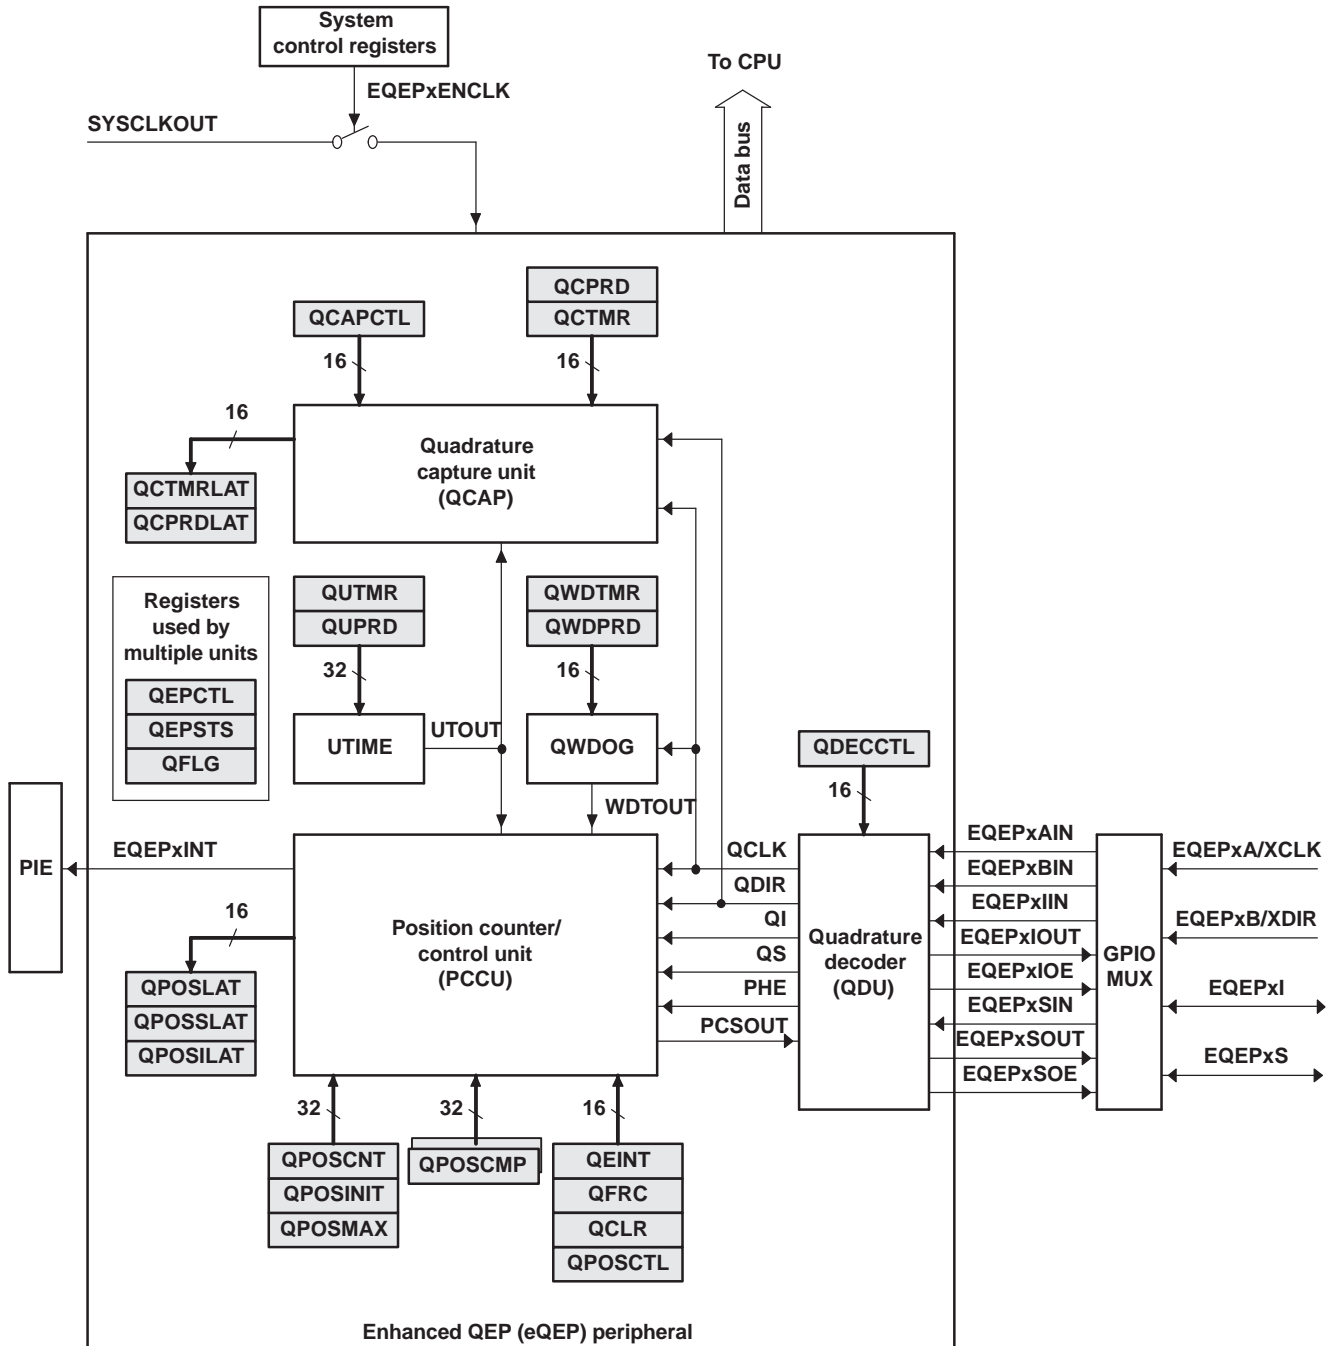 System
control registers
To CPU
EQEPxENCLK
SYSCLKOUT
Data bus
QCPRD
QCTMR
QCAPCTL
16
16
16
Quadrature
capture unit
(QCAP)
QCTMRLAT
QCPRDLAT
Registers
used by
multiple units
QEPCTL
QEPSTS
QFLG
QUTMR
QUPRD
32
QWDTMR
QWDPRD
16
UTIME
UTOUT
QWDOG
WDTOUT
QDECCTL
16
PIE
EQEPxINT
16
QPOSLAT
QPOSSLAT
QPOSILAT
Position counter/
control unit
(PCCU)
QCLK
QDIR
QI
QS
PHE
PCSOUT
Quadrature
decoder
(QDU)
EQEPxAIN
EQEPxBIN
EQEPxIIN
EQEPxIOUT
EQEPxIOE
EQEPxSIN
EQEPxSOUT
EQEPxSOE
GPIO
MUX
EQEPxA/XCLK
EQEPxB/XDIR
EQEPxI
EQEPxS
32
32
16
QPOSCNT
QPOSINIT
QPOSMAX
QPOSCMP
QEINT
QFRC
QCLR
QPOSCTL
Enhanced QEP (eQEP) peripheral